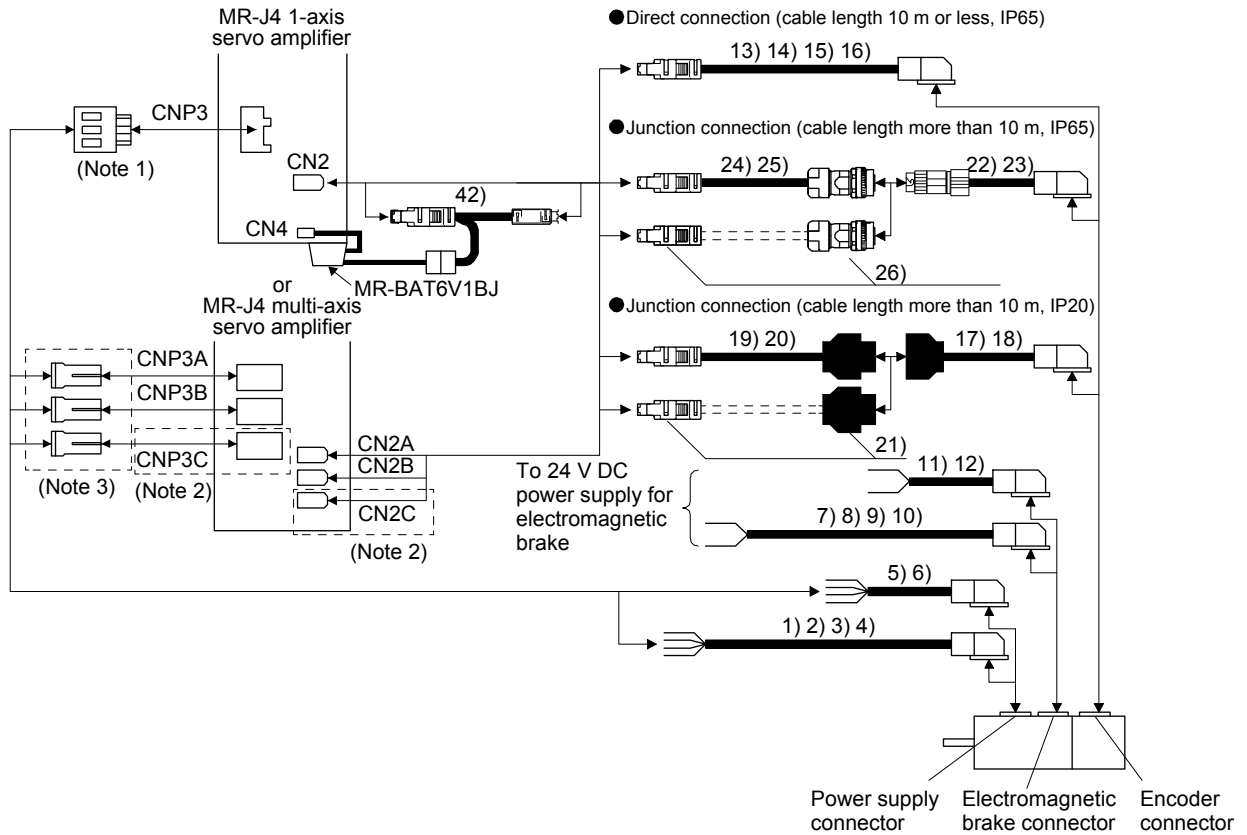 MR-J4 1-axis
servo amplifier
CNP3
(Note 1)
CN2
42)
CN4
MR-BAT6V1BJ
or
MR-J4 multi-axis
servo amplifier
CNP3A
CNP3B
CNP3C
(Note 3)
(Note 2)
CN2A
CN2B
CN2C
(Note 2)
●Direct connection (cable length 10 m or less, IP65)
13) 14) 15) 16)
●Junction connection (cable length more than 10 m, IP65)
24) 25)
22) 23)
26)
●Junction connection (cable length more than 10 m, IP20)
19) 20)
17) 18)
21)
To 24 V DC
power supply for
electromagnetic
brake
11) 12)
7) 8) 9) 10)
5) 6)
1) 2) 3) 4)
Power supply
connector
Electromagnetic
brake connector
Encoder
connector